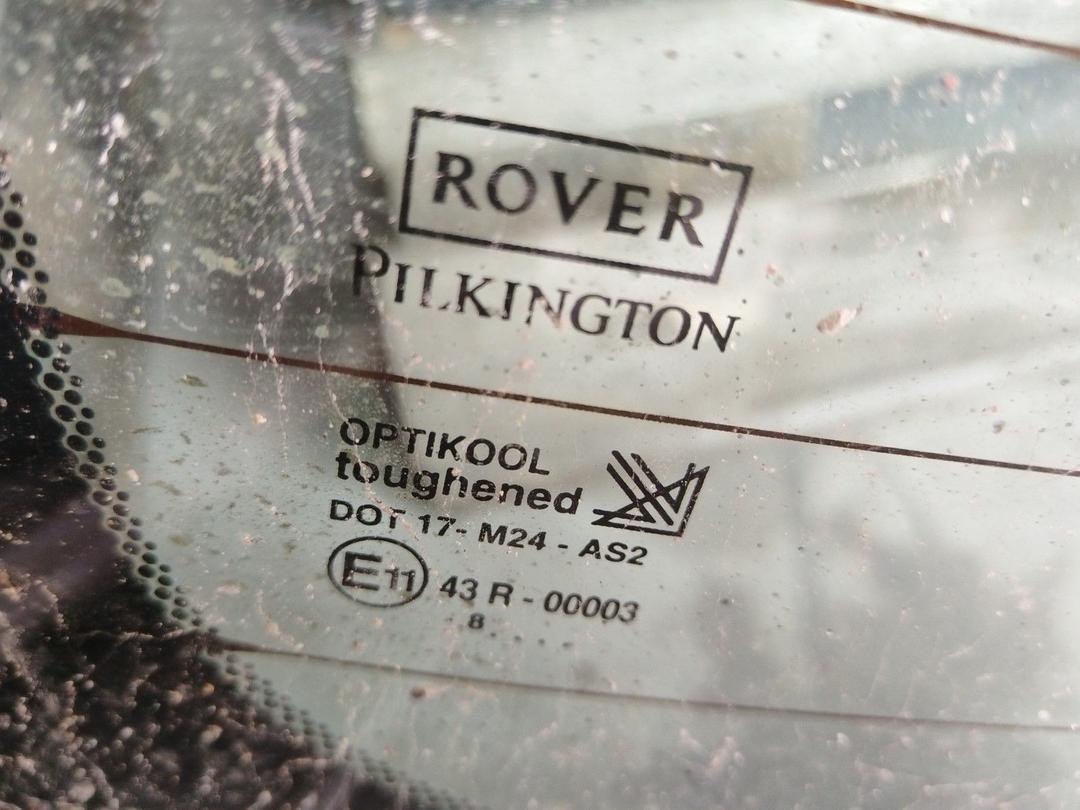 ROVER
PILKINGTON
OPTIKOOL
toughened
DOT 17- M24 - AS2
E11 43 R - 00003
8 . . . . .